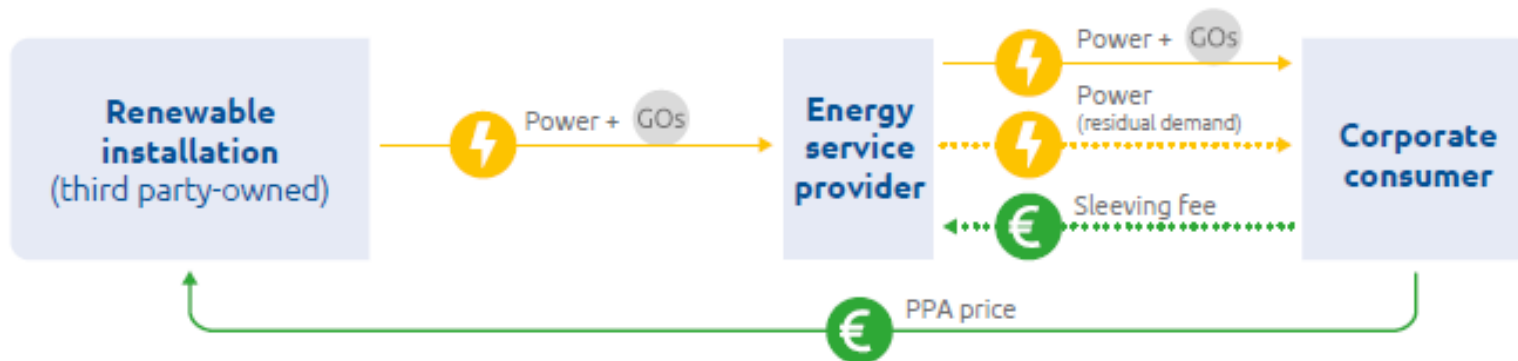 Renewable
installation
(third party-owned)
Power + GOs
Energy
service
provider
Power + GOs
Power
(residual demand)
€ Sleeving fee
Corporate
consumer
€ PPA price